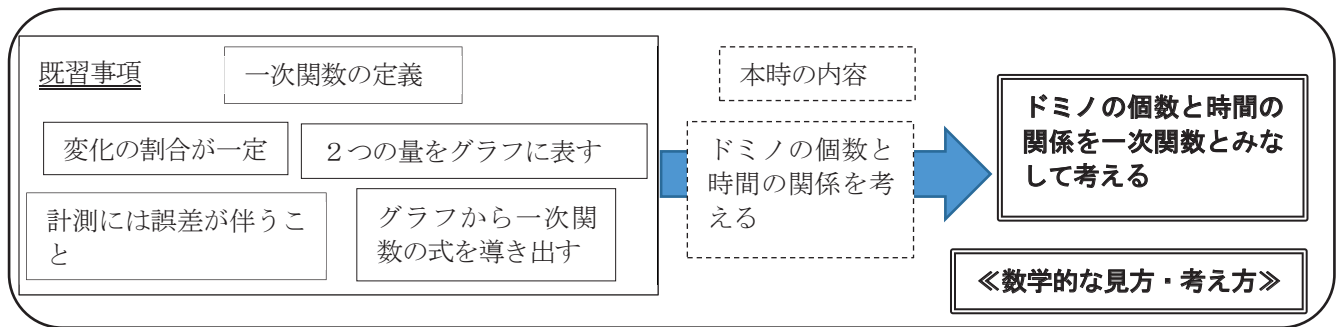 既習事項
一次関数の定義
変化の割合が一定
２つの量をグラフに表す
計測には誤差が伴うこ
と
グラフから一次関
数の式を導き出す
本時の内容
ドミノの個数と
時間の関係を考
える
ドミノの個数と時間の
関係を一次関数とみな
して考える
≪数学的な見方・考え方≫